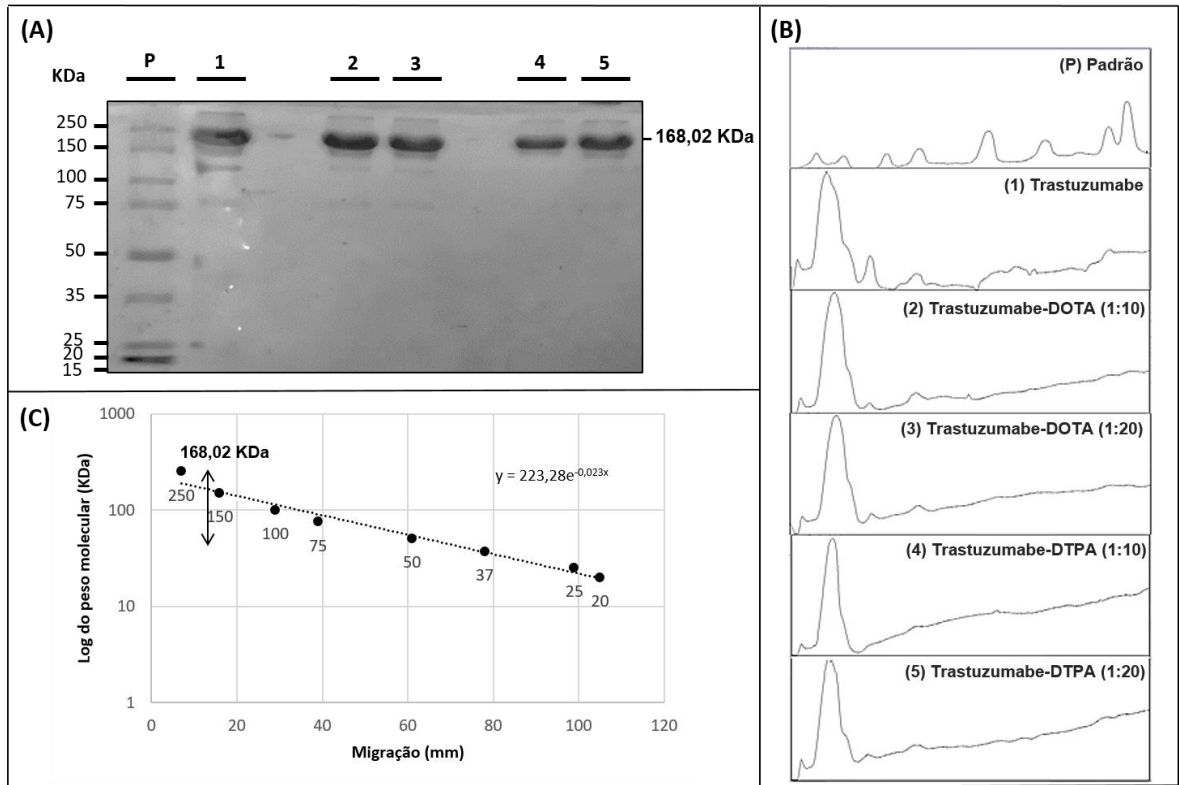 (A)
KDa
P
1
2
3
4
5
250
150
100
75
50
35
25
20
15
168,02 KDa
(B)
(P) Padrão
(1) Trastuzumabe
(2) Trastuzumabe-DOTA (1:10)
(3) Trastuzumabe-DOTA (1:20)
(4) Trastuzumabe-DTPA (1:10)
(5) Trastuzumabe-DTPA (1:20)
(C)
Log do peso molecular (KDa)
1000
100
10
1
168,02 KDa
y = 223,28e-0,023x
250
150
100
75
50
37
25
20
0 20 40 60 80 100 120
Migração (mm)